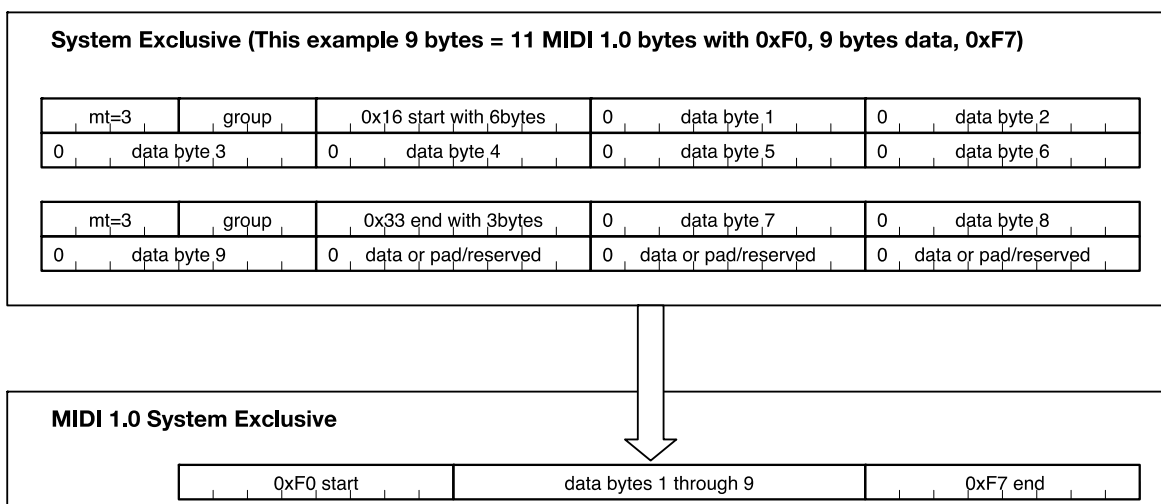 System Exclusive (This example 9 bytes = 11 MIDI 1.0 bytes with 0xF0, 9 bytes data, 0xF7)
mt=3 group 0x16 start with 6bytes 0 data byte 1 0 data byte 2
0 data byte 3 0 data byte 4 0 data byte 5 0 data byte 6
mt=3 group 0x33 end with 3bytes 0 data byte 7 0 data byte 8
0 data byte 9 0 data or pad/reserved 0 data or pad/reserved 0 data or pad/reserved
MIDI 1.0 System Exclusive
0xF0 start data bytes 1 through 9 0xF7 end